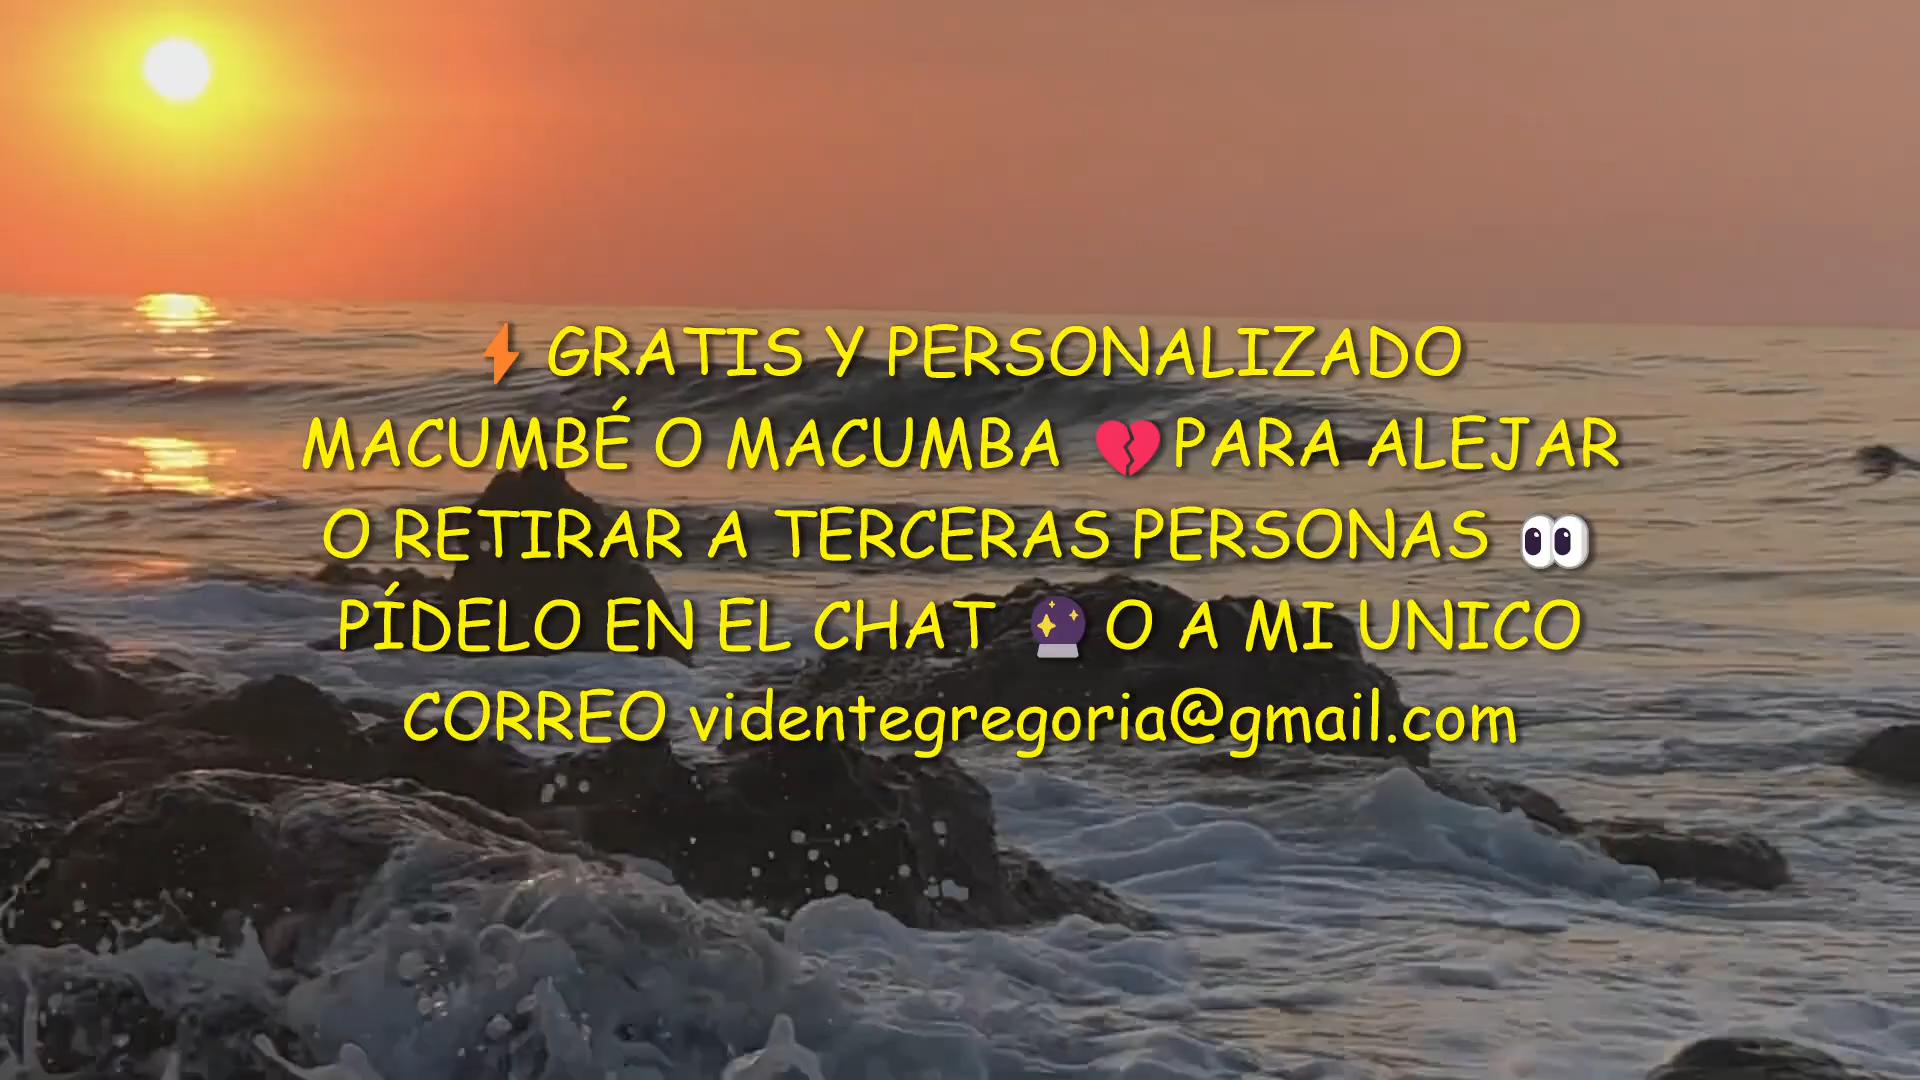 ⚡ GRATIS Y PERSONALIZADO
MACUMBÉ O MACUMBA 💔PARA ALEJAR
O RETIRAR A TERCERAS PERSONAS 👀
PÍDELO EN EL CHAT 🔮O A MI UNICO
CORREO videntegregoria@gmail.com